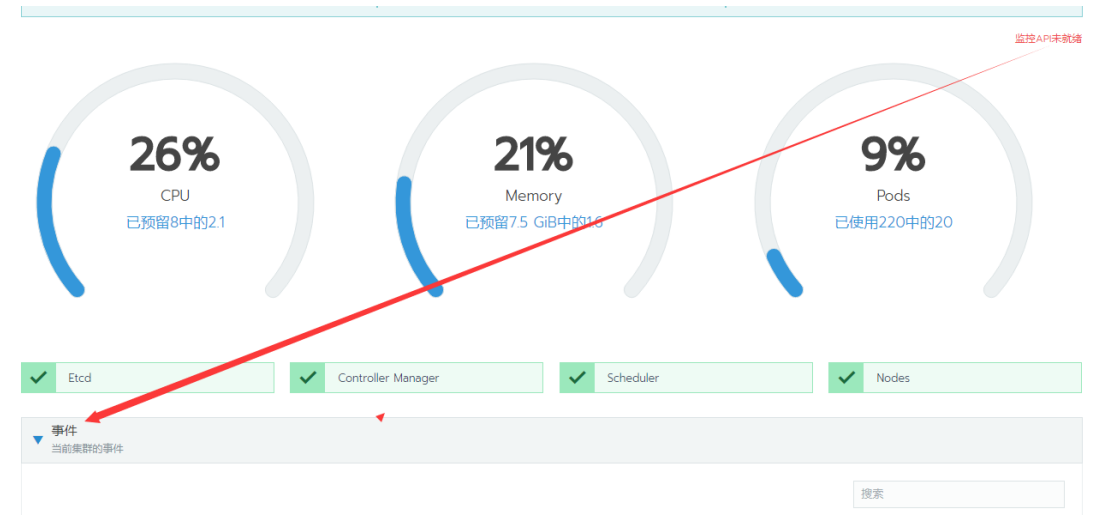 监控API未就绪
26%
CPU
已预留8中的2.1
21%
Memory
已预留7.5 GiB中的1.6
9%
Pods
已使用220中的20
Etcd
Controller Manager
Scheduler
Nodes
事件
当前集群的事件
搜索